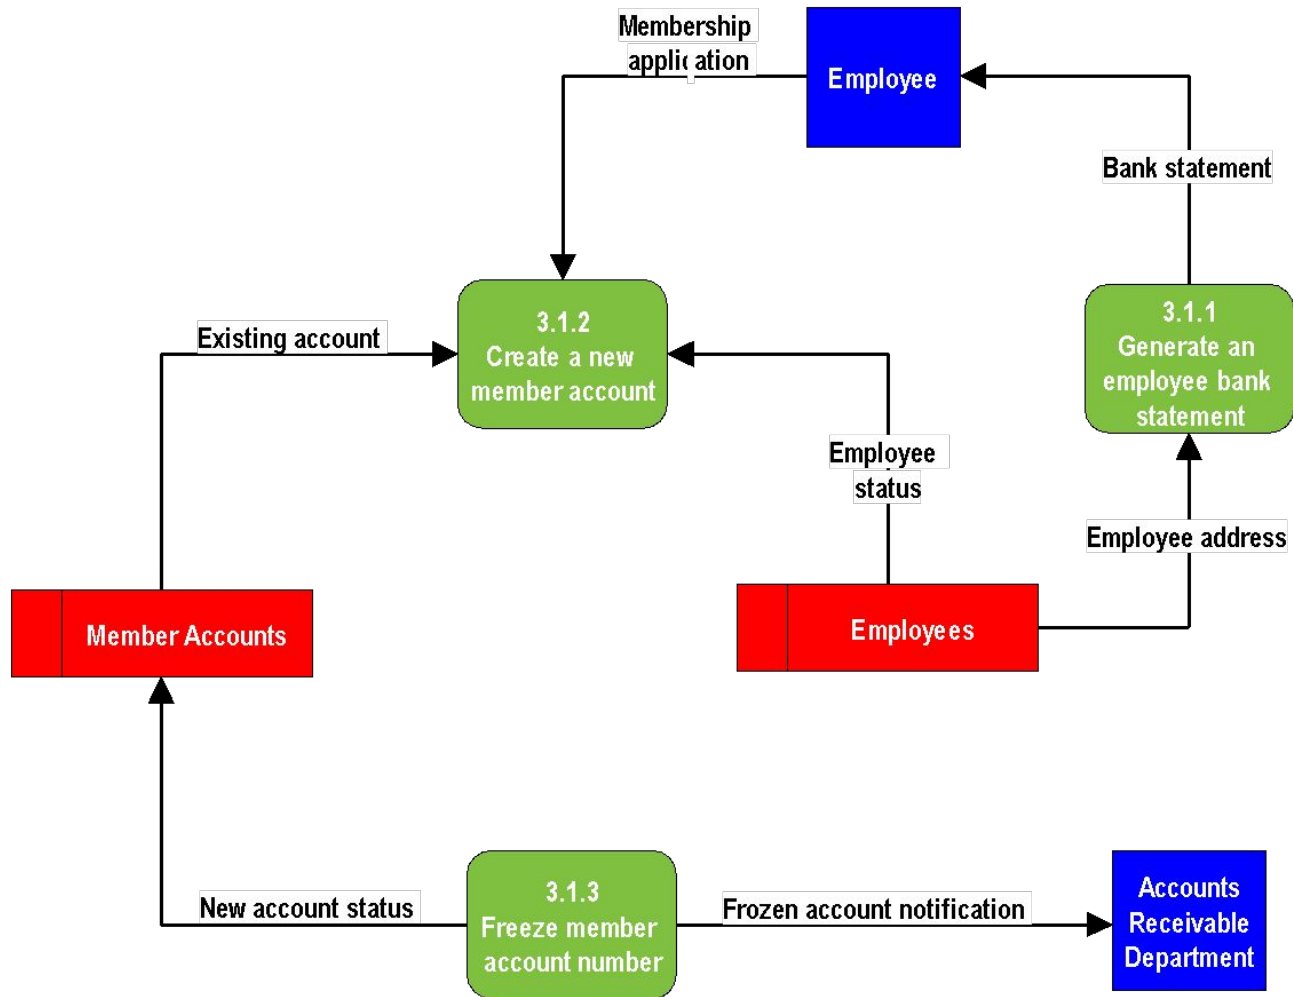 Membership
application
Employee
Bank statement
3.1.2
Create a new
member account
3.1.1
Generate an
employee bank
statement
Existing account
Employee
status
Employee address
Member Accounts
Employees
3.1.3
Freeze member
account number
New account status
Frozen account notification
Accounts
Receivable
Department